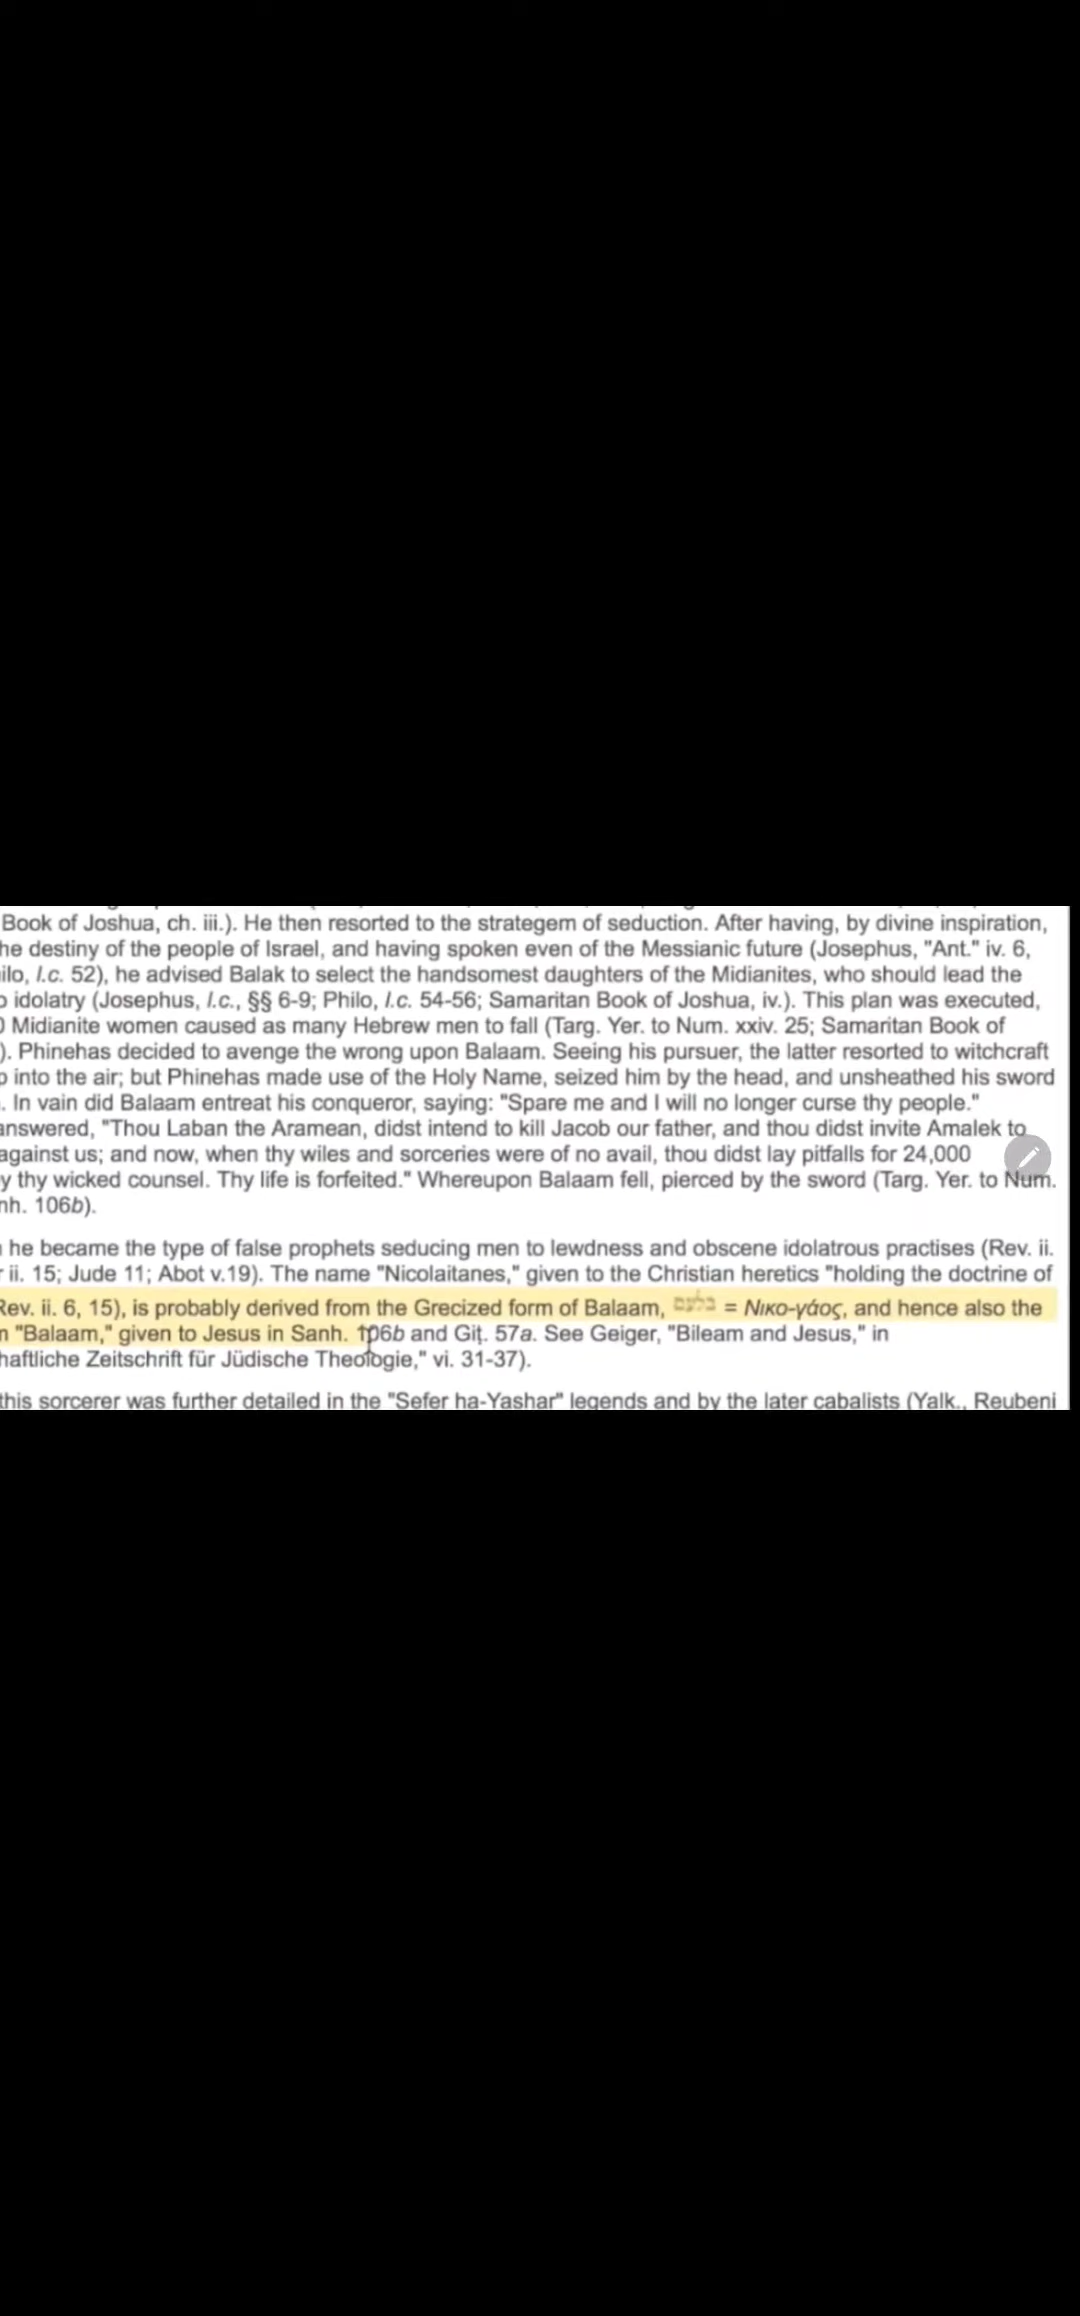 Book of Joshua, ch. iii.). He then resorted to the strategem of seduction. After having, by divine inspiration,
he destiny of the people of Israel, and having spoken even of the Messianic future (Josephus, "Ant." iv. 6,
ilo, l.c. 52), he advised Balak to select the handsomest daughters of the Midianites, who should lead the
o idolatry (Josephus, l.c., §§ 6-9; Philo, l.c. 54-56; Samaritan Book of Joshua, iv.). This plan was executed,
0 Midianite women caused as many Hebrew men to fall (Targ. Yer. to Num. xxiv. 25; Samaritan Book of
). Phinehas decided to avenge the wrong upon Balaam. Seeing his pursuer, the latter resorted to witchcraft
p into the air; but Phinehas made use of the Holy Name, seized him by the head, and unsheathed his sword
. In vain did Balaam entreat his conqueror, saying: "Spare me and I will no longer curse thy people."
answered, "Thou Laban the Aramean, didst intend to kill Jacob our father, and thou didst invite Amalek to
against us; and now, when thy wiles and sorceries were of no avail, thou didst lay pitfalls for 24,000
y thy wicked counsel. Thy life is forfeited." Whereupon Balaam fell, pierced by the sword (Targ. Yer. to Num.
nh. 106b).
he became the type of false prophets seducing men to lewdness and obscene idolatrous practises (Rev. ii.
ii. 15; Jude 11; Abot v.19). The name "Nicolaitanes," given to the Christian heretics "holding the doctrine of
Rev. ii. 6, 15), is probably derived from the Grecized form of Balaam, בלעם = Νικο-γάος, and hence also the
"Balaam," given to Jesus in Sanh. 106b and Giṭ. 57a. See Geiger, "Bileam and Jesus," in
haftliche Zeitschrift für Jüdische Theologie," vi. 31-37).
this sorcerer was further detailed in the "Sefer ha-Yashar" legends and by the later cabalists (Yalk., Reubeni